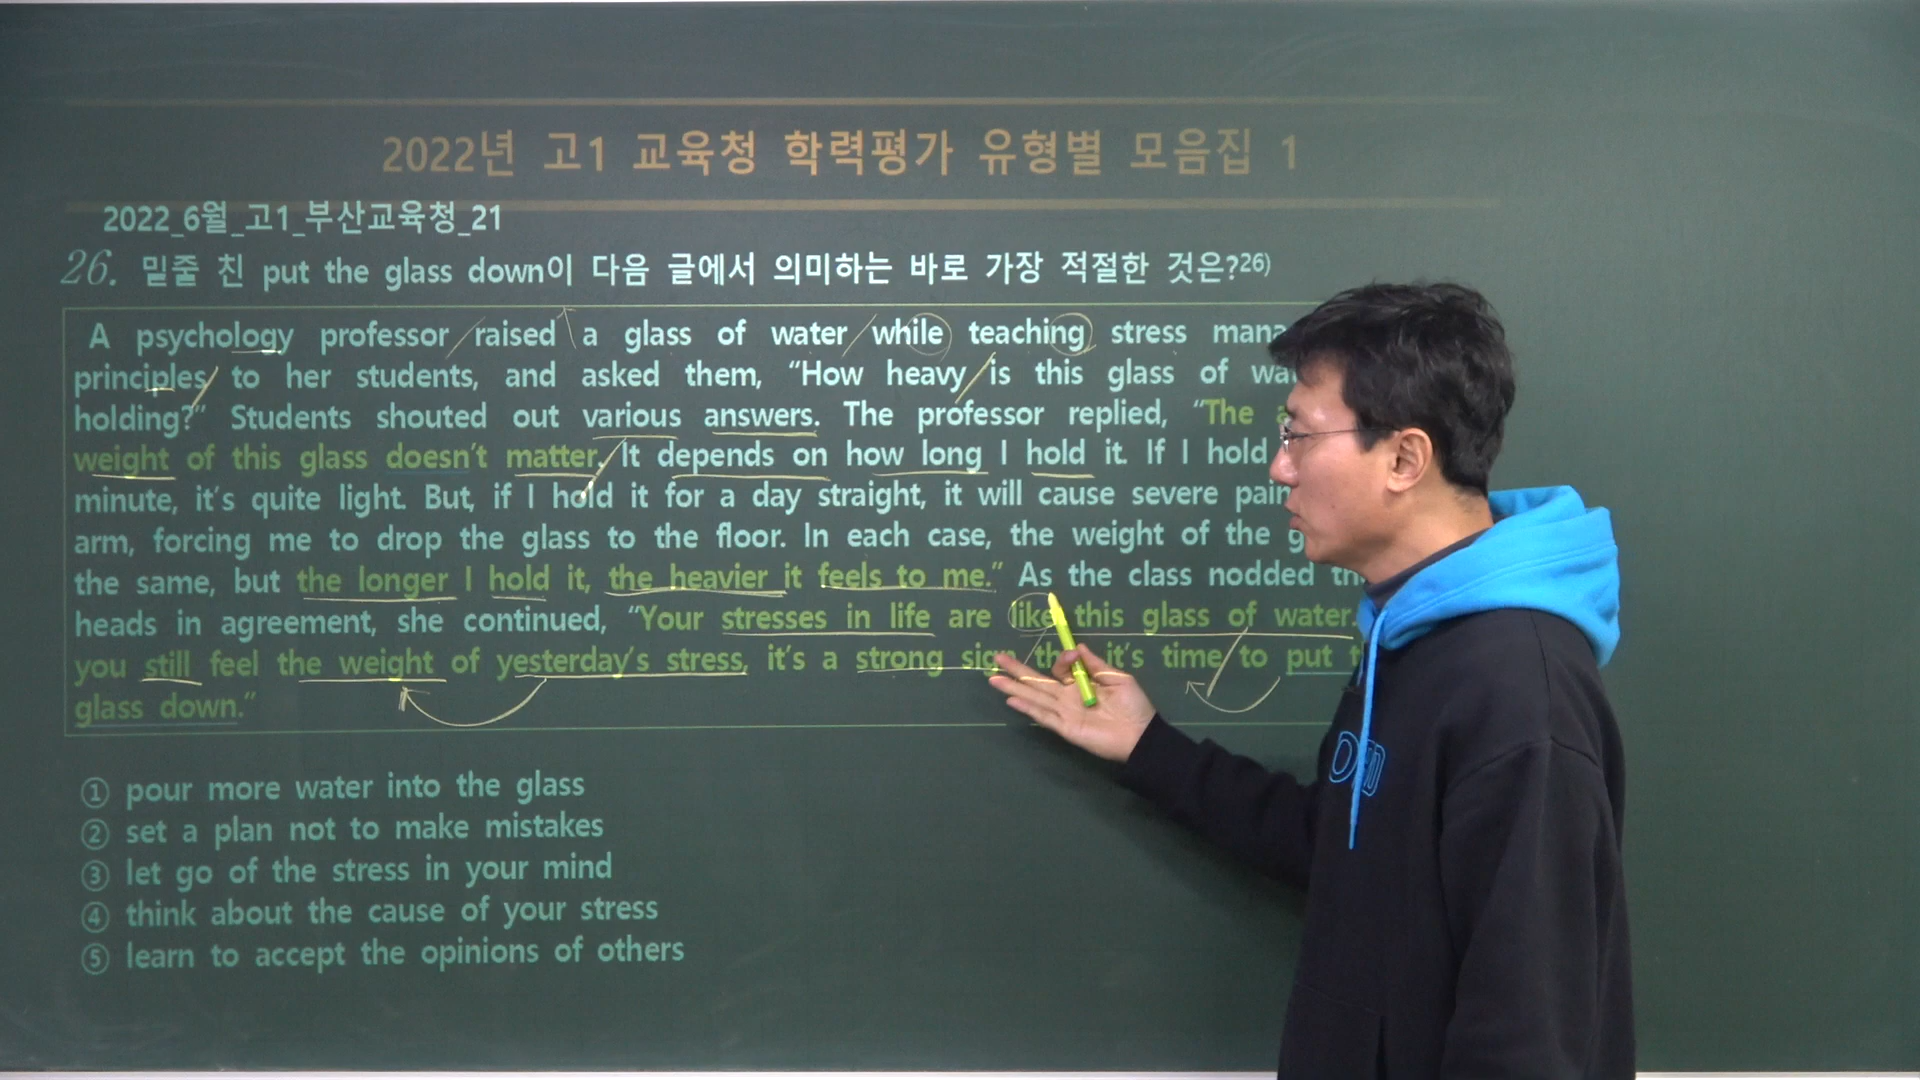 2022년 고1 교육청 학력평가 유형별 모음집 1
2022_6월_고1_부산교육청_21
26. 밑줄 친 put the glass down이 다음 글에서 의미하는 바로 가장 적절한 것은?26)
A psychology professor raised a glass of water while teaching stress
principles to her students, and asked them, “How heavy is this glass of
holding?” Students shouted out various answers. The professor replied, “The
weight of this glass doesn’t matter. It depends on how long I hold it. If I hold
minute, it’s quite light. But, if I hold it for a day straight, it will cause severe
arm, forcing me to drop the glass to the floor. In each case, the weight of the
the same, but the longer I hold it, the heavier it feels to me.” As the class nodded
heads in agreement, she continued, “Your stresses in life are like this glass of water.
you still feel the weight of yesterday’s stress, it’s a strong sign it’s time to put
glass down.”
① pour more water into the glass
② set a plan not to make mistakes
③ let go of the stress in your mind
④ think about the cause of your stress
⑤ learn to accept the opinions of others